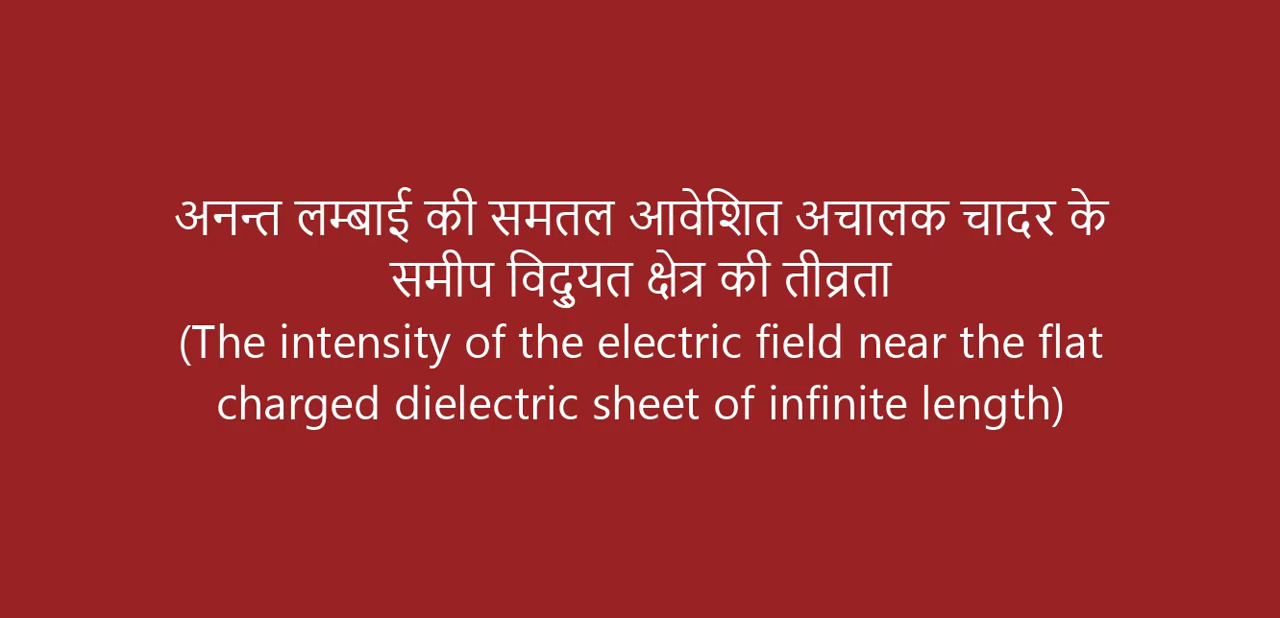 अनन्त लम्बाई की समतल आवेशित अचालक चादर के
समीप विदुयत क्षेत्र की तीव्रता
(The intensity of the electric field near the flat
charged dielectric sheet of infinite length)